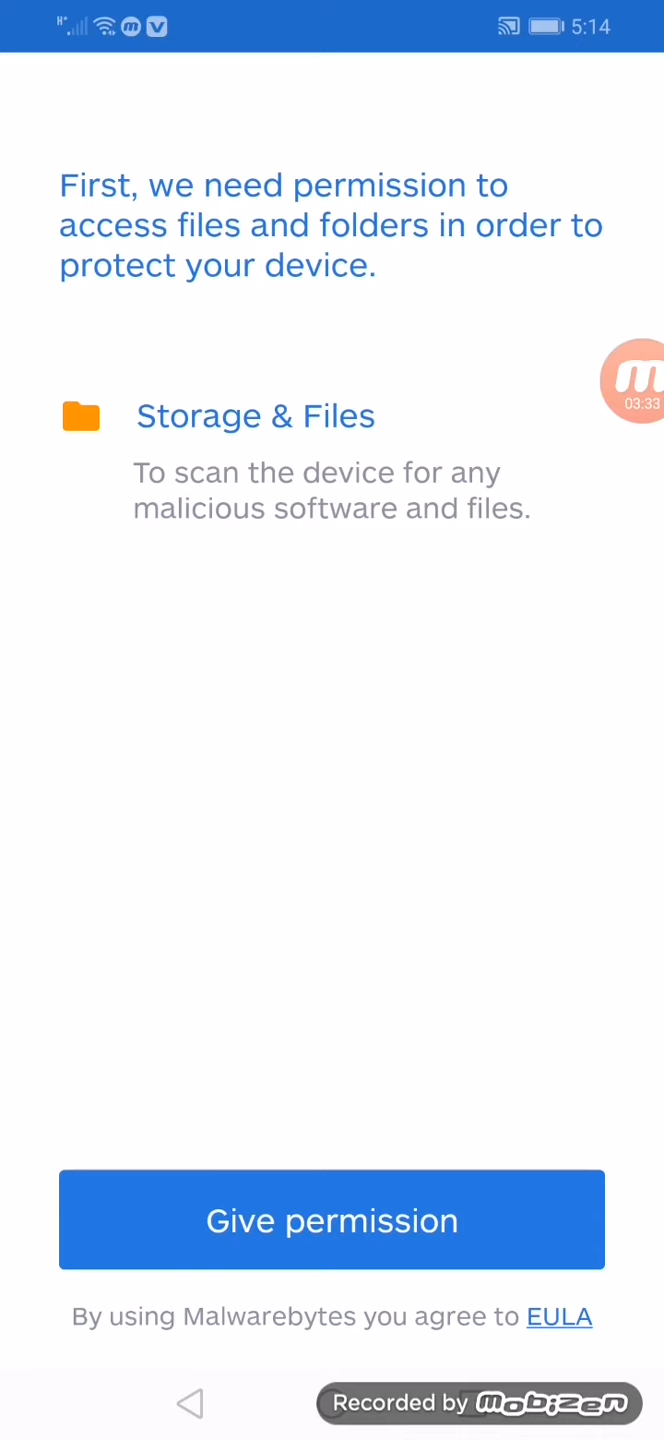 H+ 5:14
First, we need permission to
access files and folders in order to
protect your device.
m
03:33
Storage & Files
To scan the device for any
malicious software and files.
Give permission
By using Malwarebytes you agree to EULA
Recorded by mobizen